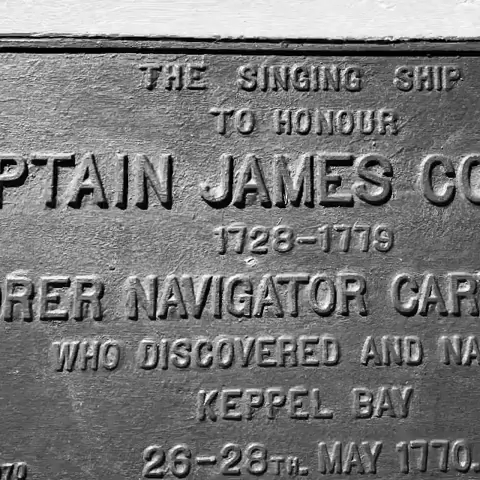 THE SINGING SHIP
TO HONOUR
PTAIN JAMES CO
1728-1779
ORER NAVIGATOR CAR
WHO DISCOVERED AND NA
KEPPEL BAY
26-28TH. MAY 1770.
70